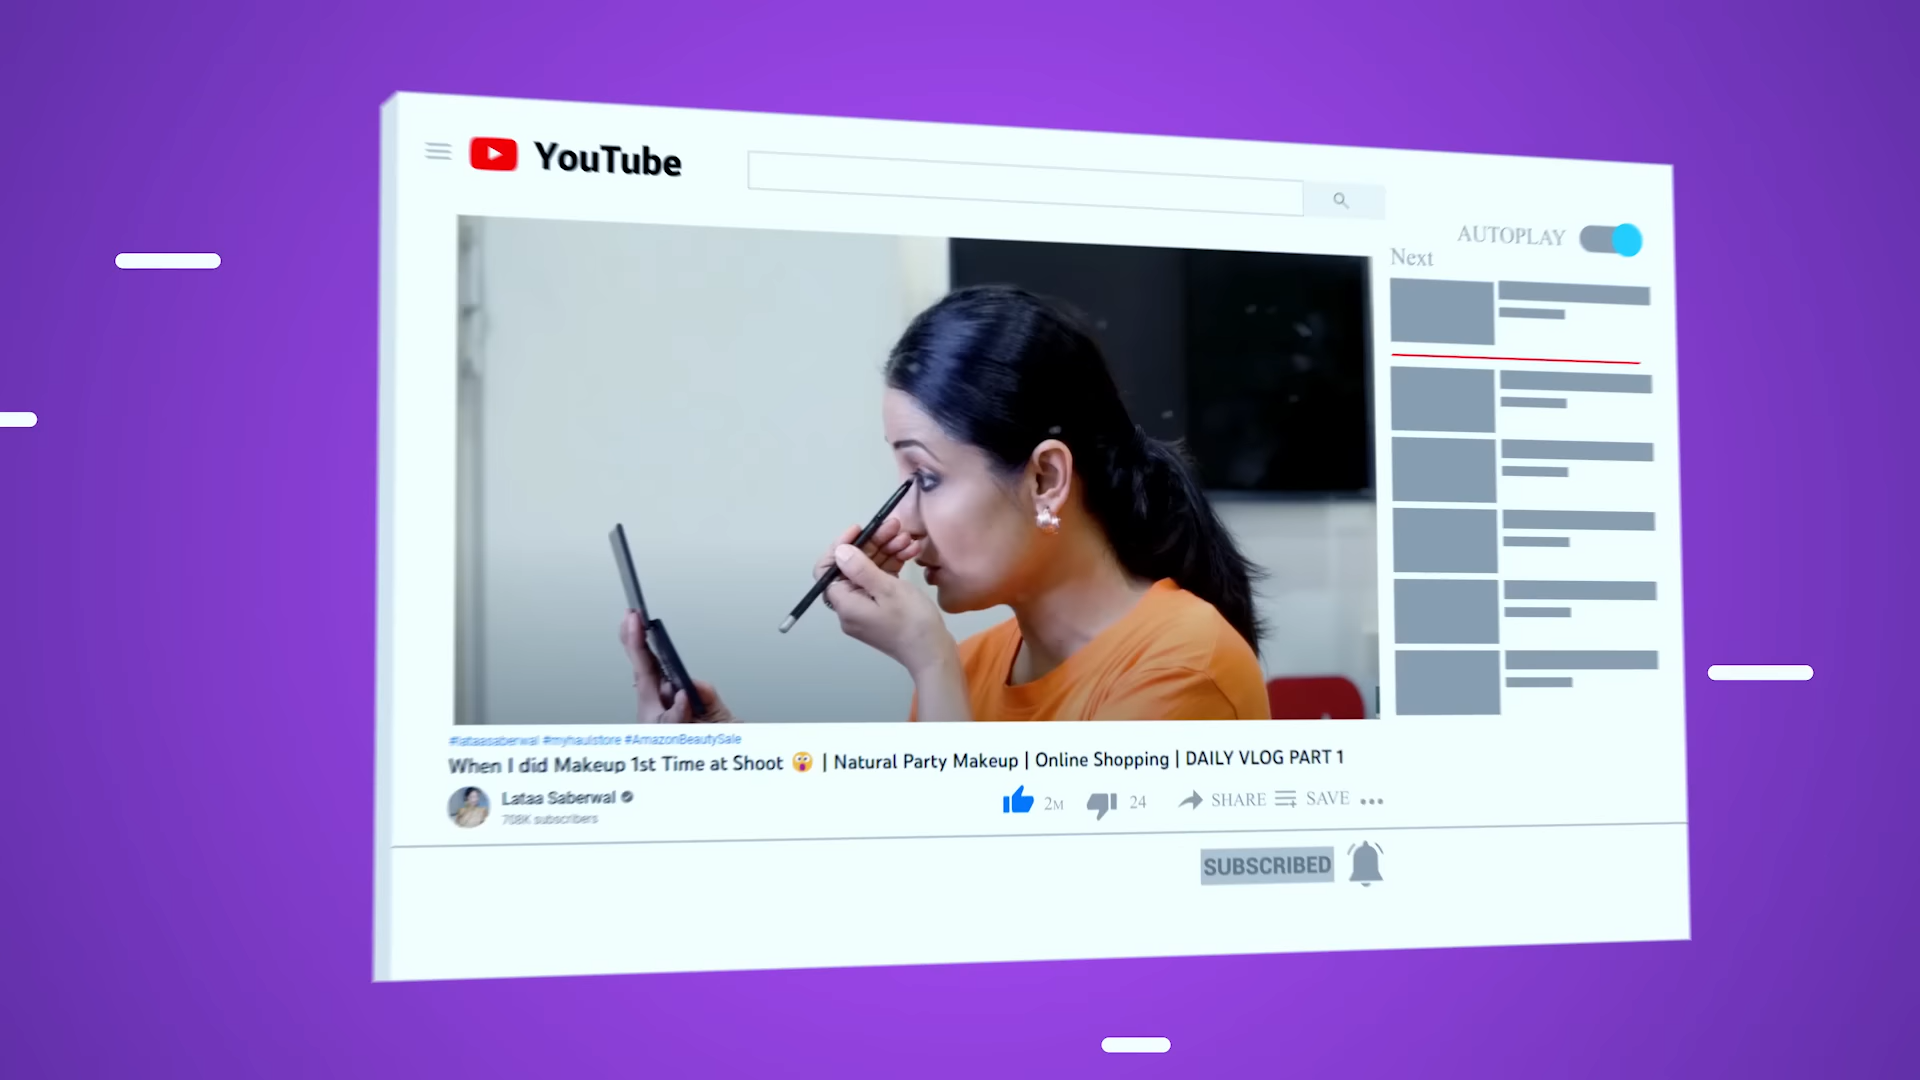 YouTube
AUTOPLAY
Next
#lataasaberwal #myhaulstore #AmazonBeautySale
When I did Makeup 1st Time at Shoot 😲 | Natural Party Makeup | Online Shopping | DAILY VLOG PART 1
Lataa Saberwal
708K subscribers
2M
24
SHARE
SAVE
SUBSCRIBED